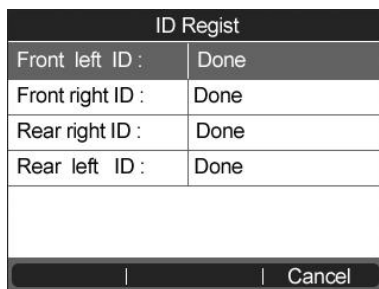 ID Regist
Front left ID : Done
Front right ID : Done
Rear right ID : Done
Rear left ID : Done
Cancel